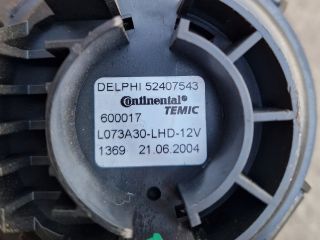 DELPHI 52407543
Continental®
TEMIC
600017
L073A30-LHD-12V
1369 21.06.2004